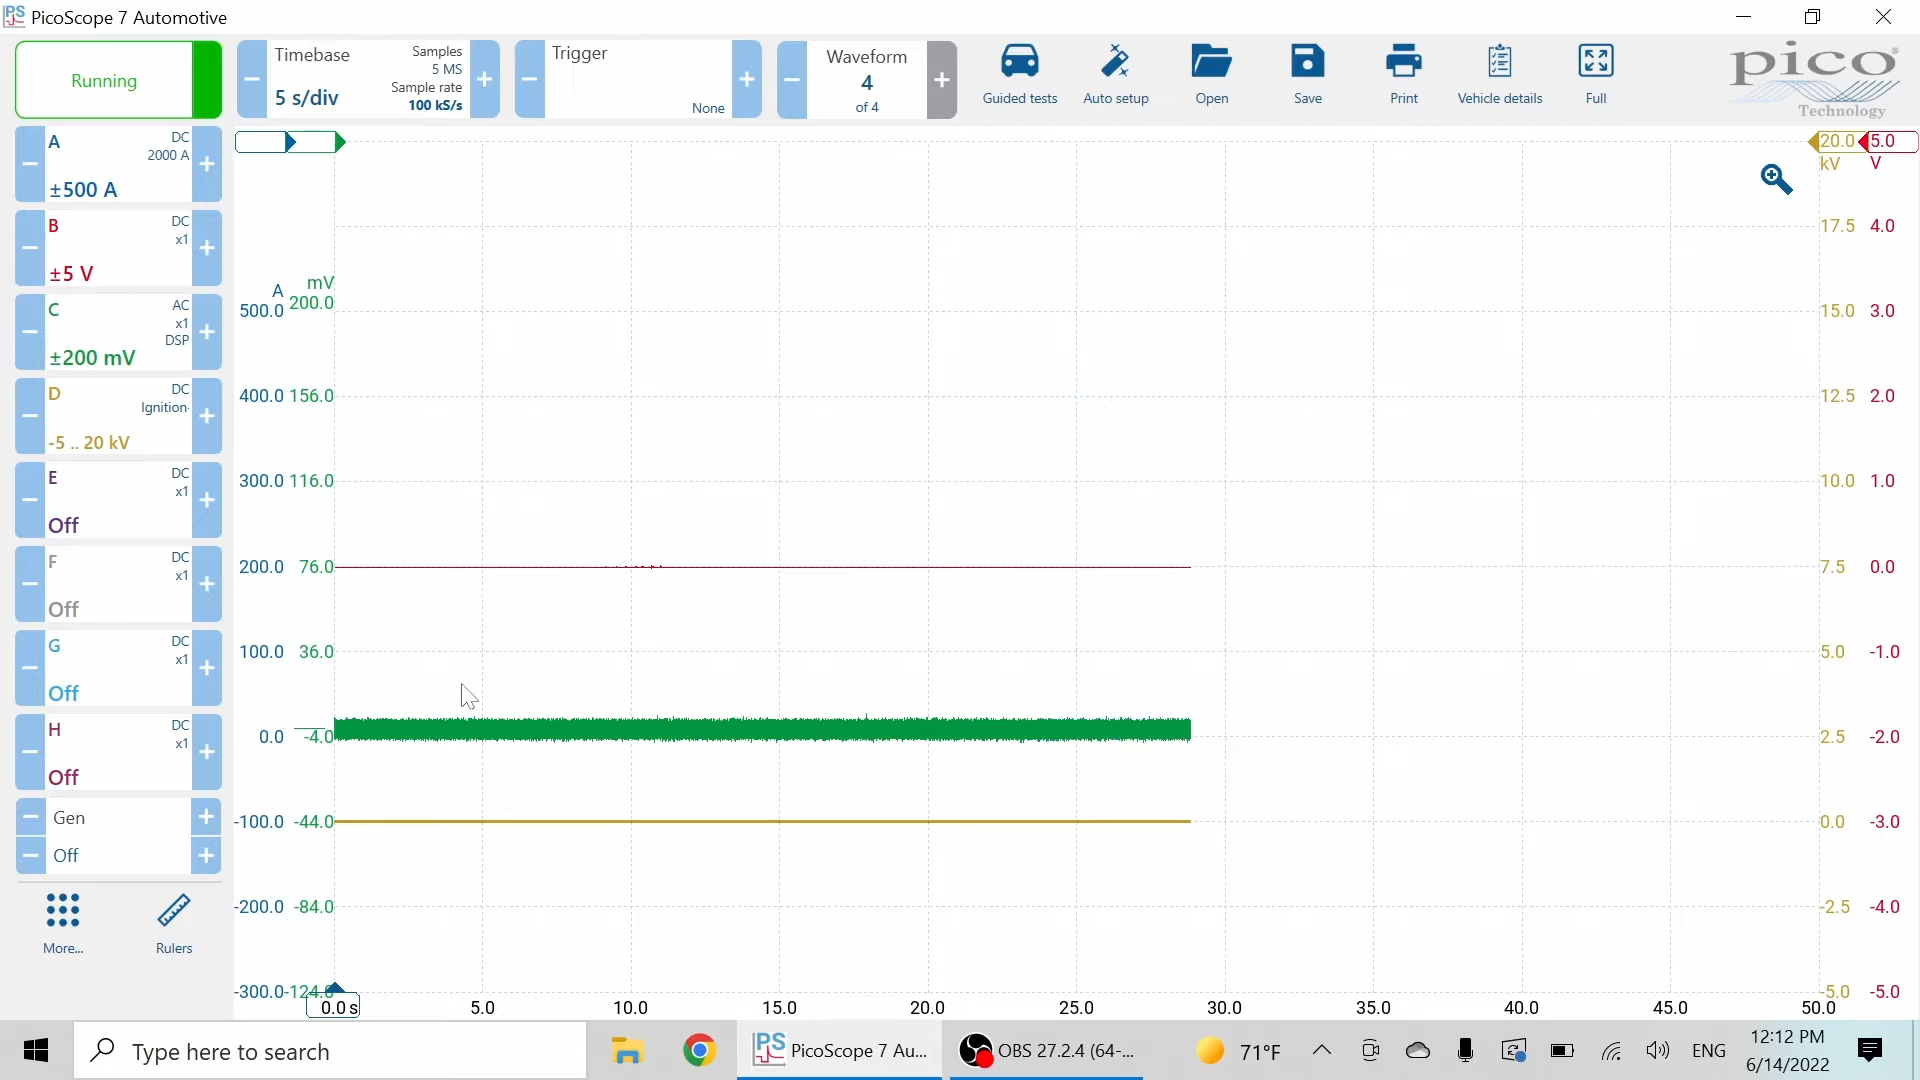 PS PicoScope 7 Automotive
Running
Timebase
5 s/div
Samples
5 MS
Sample rate
100 kS/s
Trigger
None
Waveform
4
of 4
Guided tests
Auto setup
Open
Save
Print
Vehicle details
Full
pico
Technology
A
DC
2000 A
±500 A
B
DC
x1
±5 V
C
AC
x1
DSP
±200 mV
D
DC
Ignition
-5 .. 20 kV
E
DC
x1
Off
F
DC
x1
Off
G
DC
x1
Off
H
DC
x1
Off
Gen
Off
More...
Rulers
A mV
500.0 200.0
400.0 156.0
300.0 116.0
200.0 76.0
100.0 36.0
0.0 -4.0
-100.0 -44.0
-200.0 -84.0
-300.0 -124.0
20.0 5.0
kV V
17.5 4.0
15.0 3.0
12.5 2.0
10.0 1.0
7.5 0.0
5.0 -1.0
2.5 -2.0
0.0 -3.0
-2.5 -4.0
-5.0 -5.0
0.0 s 5.0 10.0 15.0 20.0 25.0 30.0 35.0 40.0 45.0 50.0
Type here to search
PS PicoScope 7 Au...
OBS 27.2.4 (64-...
71°F
ENG
12:12 PM
6/14/2022